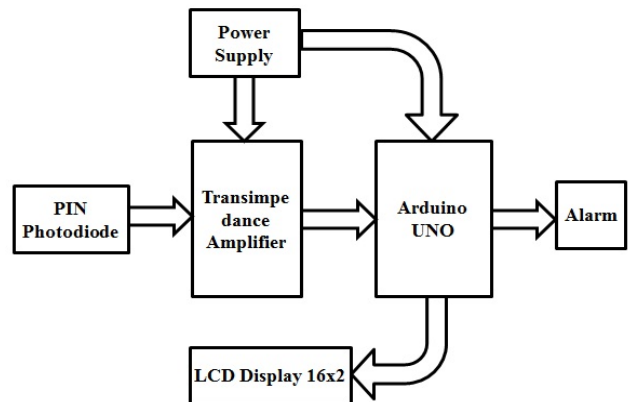 Power
Supply
PIN
Photodiode
Transimpe
dance
Amplifier
Arduino
UNO
Alarm
LCD Display 16x2